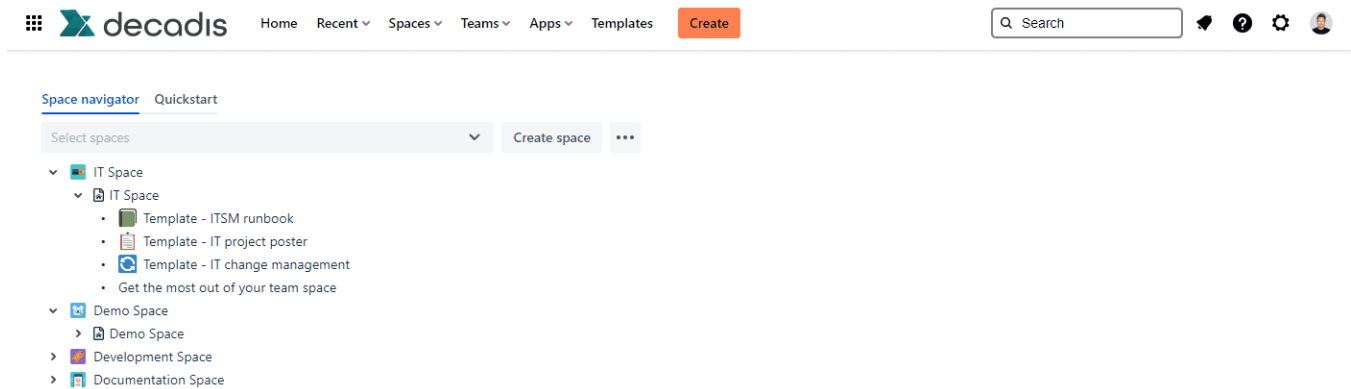 decadis Home Recent Spaces Teams Apps Templates Create Search
Space navigator Quickstart
Select spaces Create space
IT Space
IT Space
Template - ITSM runbook
Template - IT project poster
Template - IT change management
Get the most out of your team space
Demo Space
Demo Space
Development Space
Documentation Space